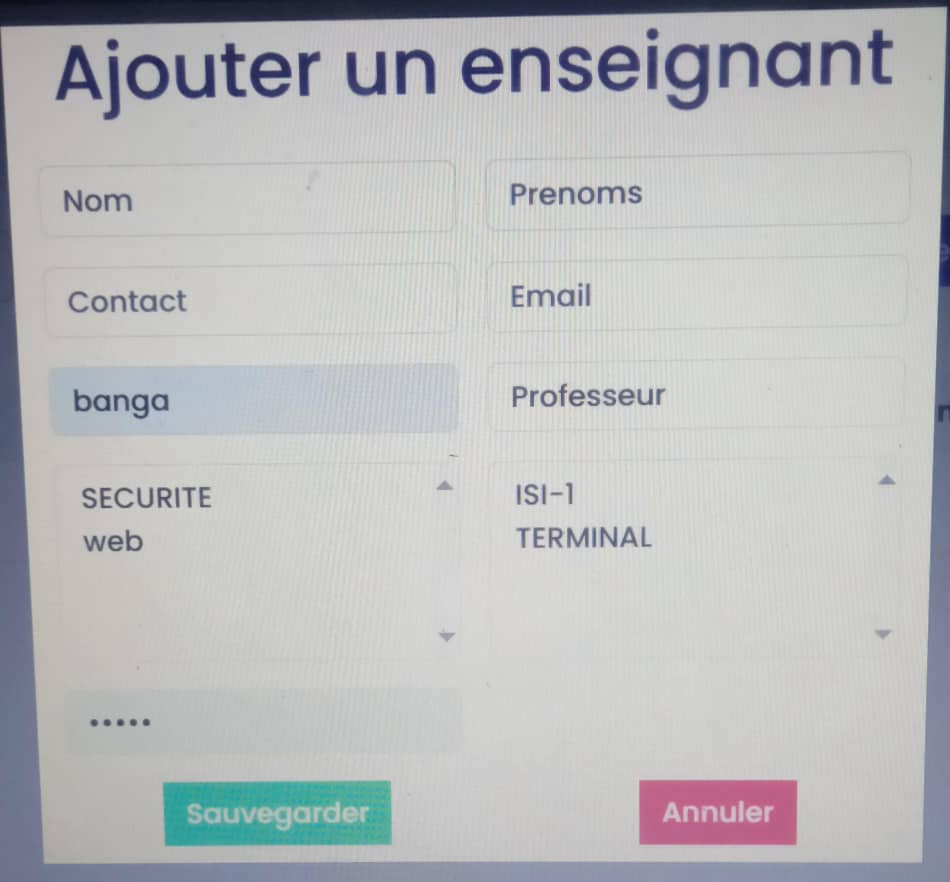 Ajouter un enseignant
Nom
Prenoms
Contact
Email
banga
Professeur
SECURITE
web
ISI-1
TERMINAL
•••••
Sauvegarder
Annuler